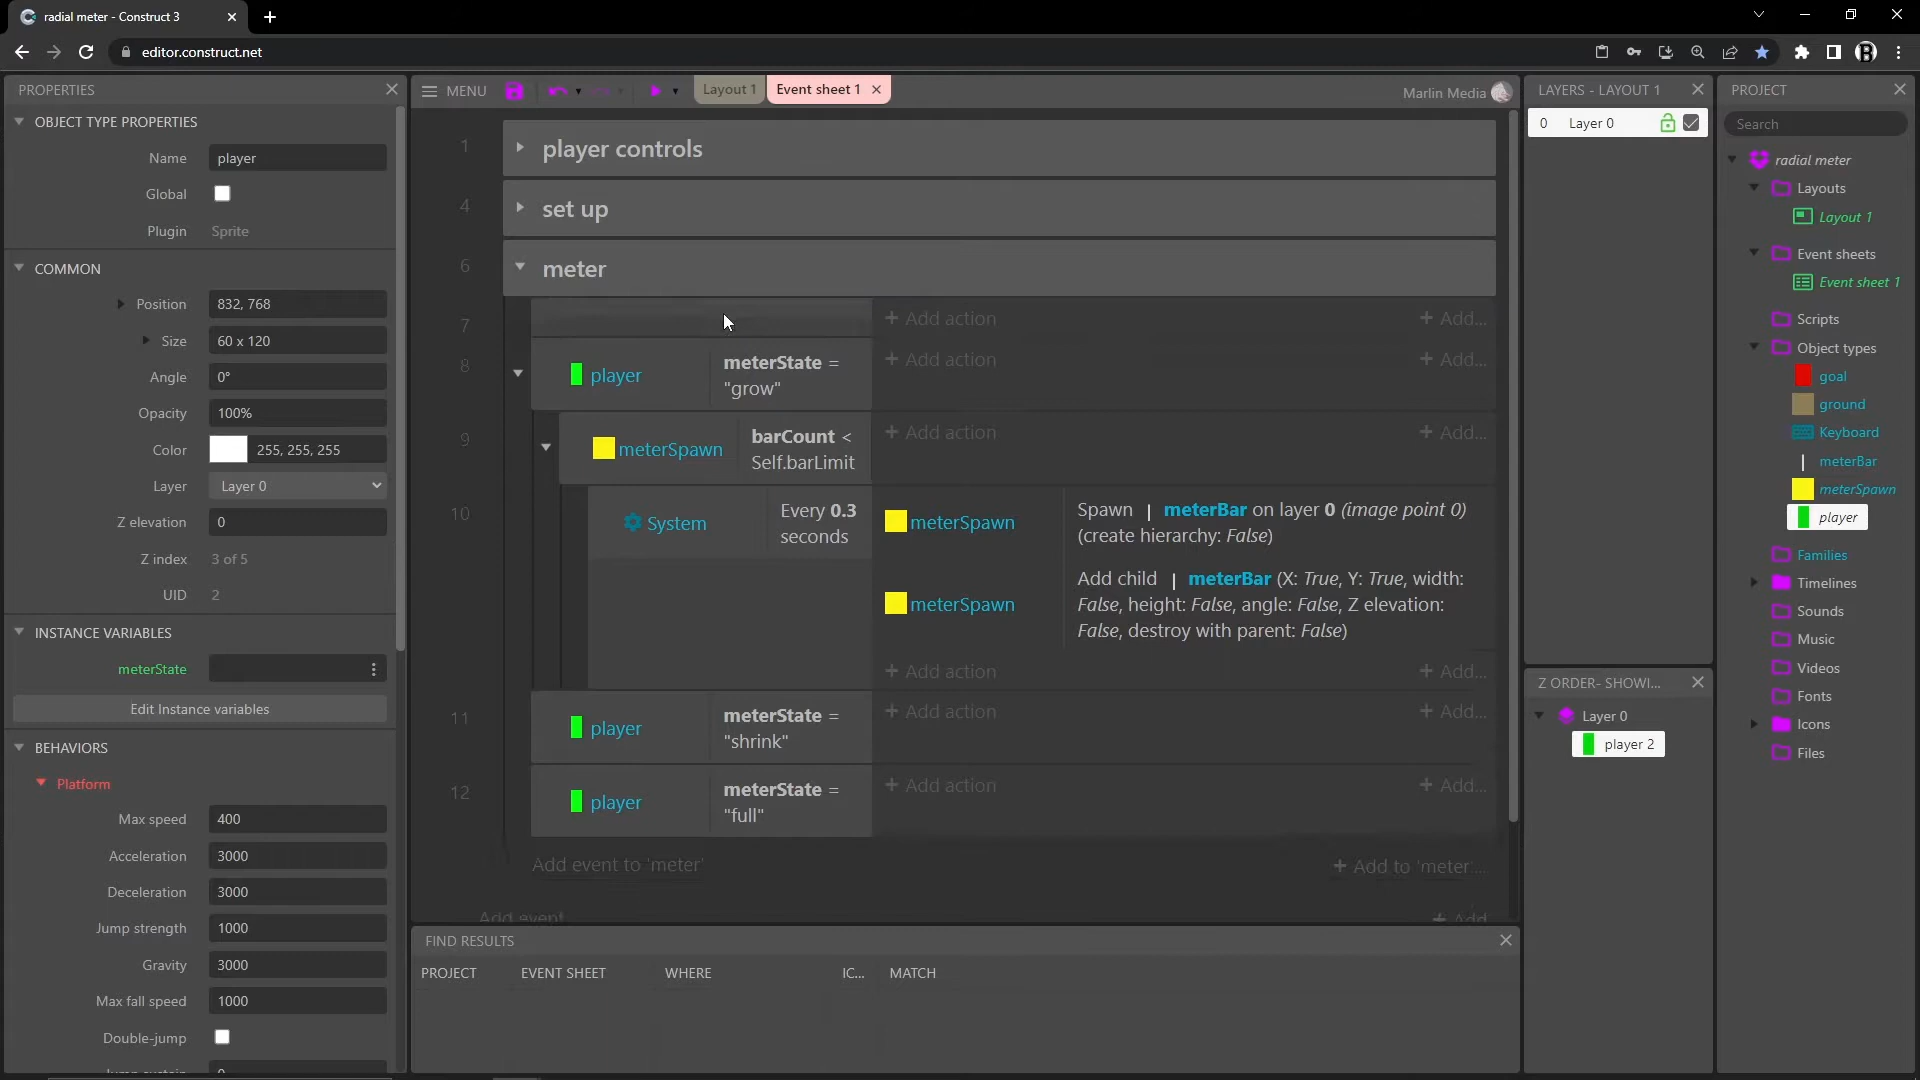 radial meter - Construct 3
editor.construct.net
PROPERTIES
OBJECT TYPE PROPERTIES
Name player
Global
Plugin Sprite
COMMON
Position 832, 768
Size 60 x 120
Angle 0°
Opacity 100%
Color 255, 255, 255
Layer Layer 0
Z elevation 0
Z index 3 of 5
UID 2
INSTANCE VARIABLES
meterState
Edit Instance variables
BEHAVIORS
Platform
Max speed 400
Acceleration 3000
Deceleration 3000
Jump strength 1000
Gravity 3000
Max fall speed 1000
Double-jump
MENU
Layout 1
Event sheet 1
Marlin Media
1 player controls
4 set up
6 meter
7 + Add action + Add...
8 player meterState = + Add action + Add...
"grow"
9 meterSpawn barCount < + Add action + Add...
Self.barLimit
10 System Every 0.3
seconds
meterSpawn Spawn | meterBar on layer 0 (image point 0)
(create hierarchy: False)
meterSpawn Add child | meterBar (X: True, Y: True, width:
False, height: False, angle: False, Z elevation:
False, destroy with parent: False)
+ Add action + Add...
11 player meterState = + Add action + Add...
"shrink"
12 player meterState = + Add action + Add...
"full"
Add event to 'meter' + Add to 'meter'...
Add event + Add
FIND RESULTS
PROJECT EVENT SHEET WHERE IC... MATCH
LAYERS - LAYOUT 1
0 Layer 0
Z ORDER- SHOWI...
Layer 0
player 2
PROJECT
Search
radial meter
Layouts
Layout 1
Event sheets
Event sheet 1
Scripts
Object types
goal
ground
Keyboard
meterBar
meterSpawn
player
Families
Timelines
Sounds
Music
Videos
Fonts
Icons
Files